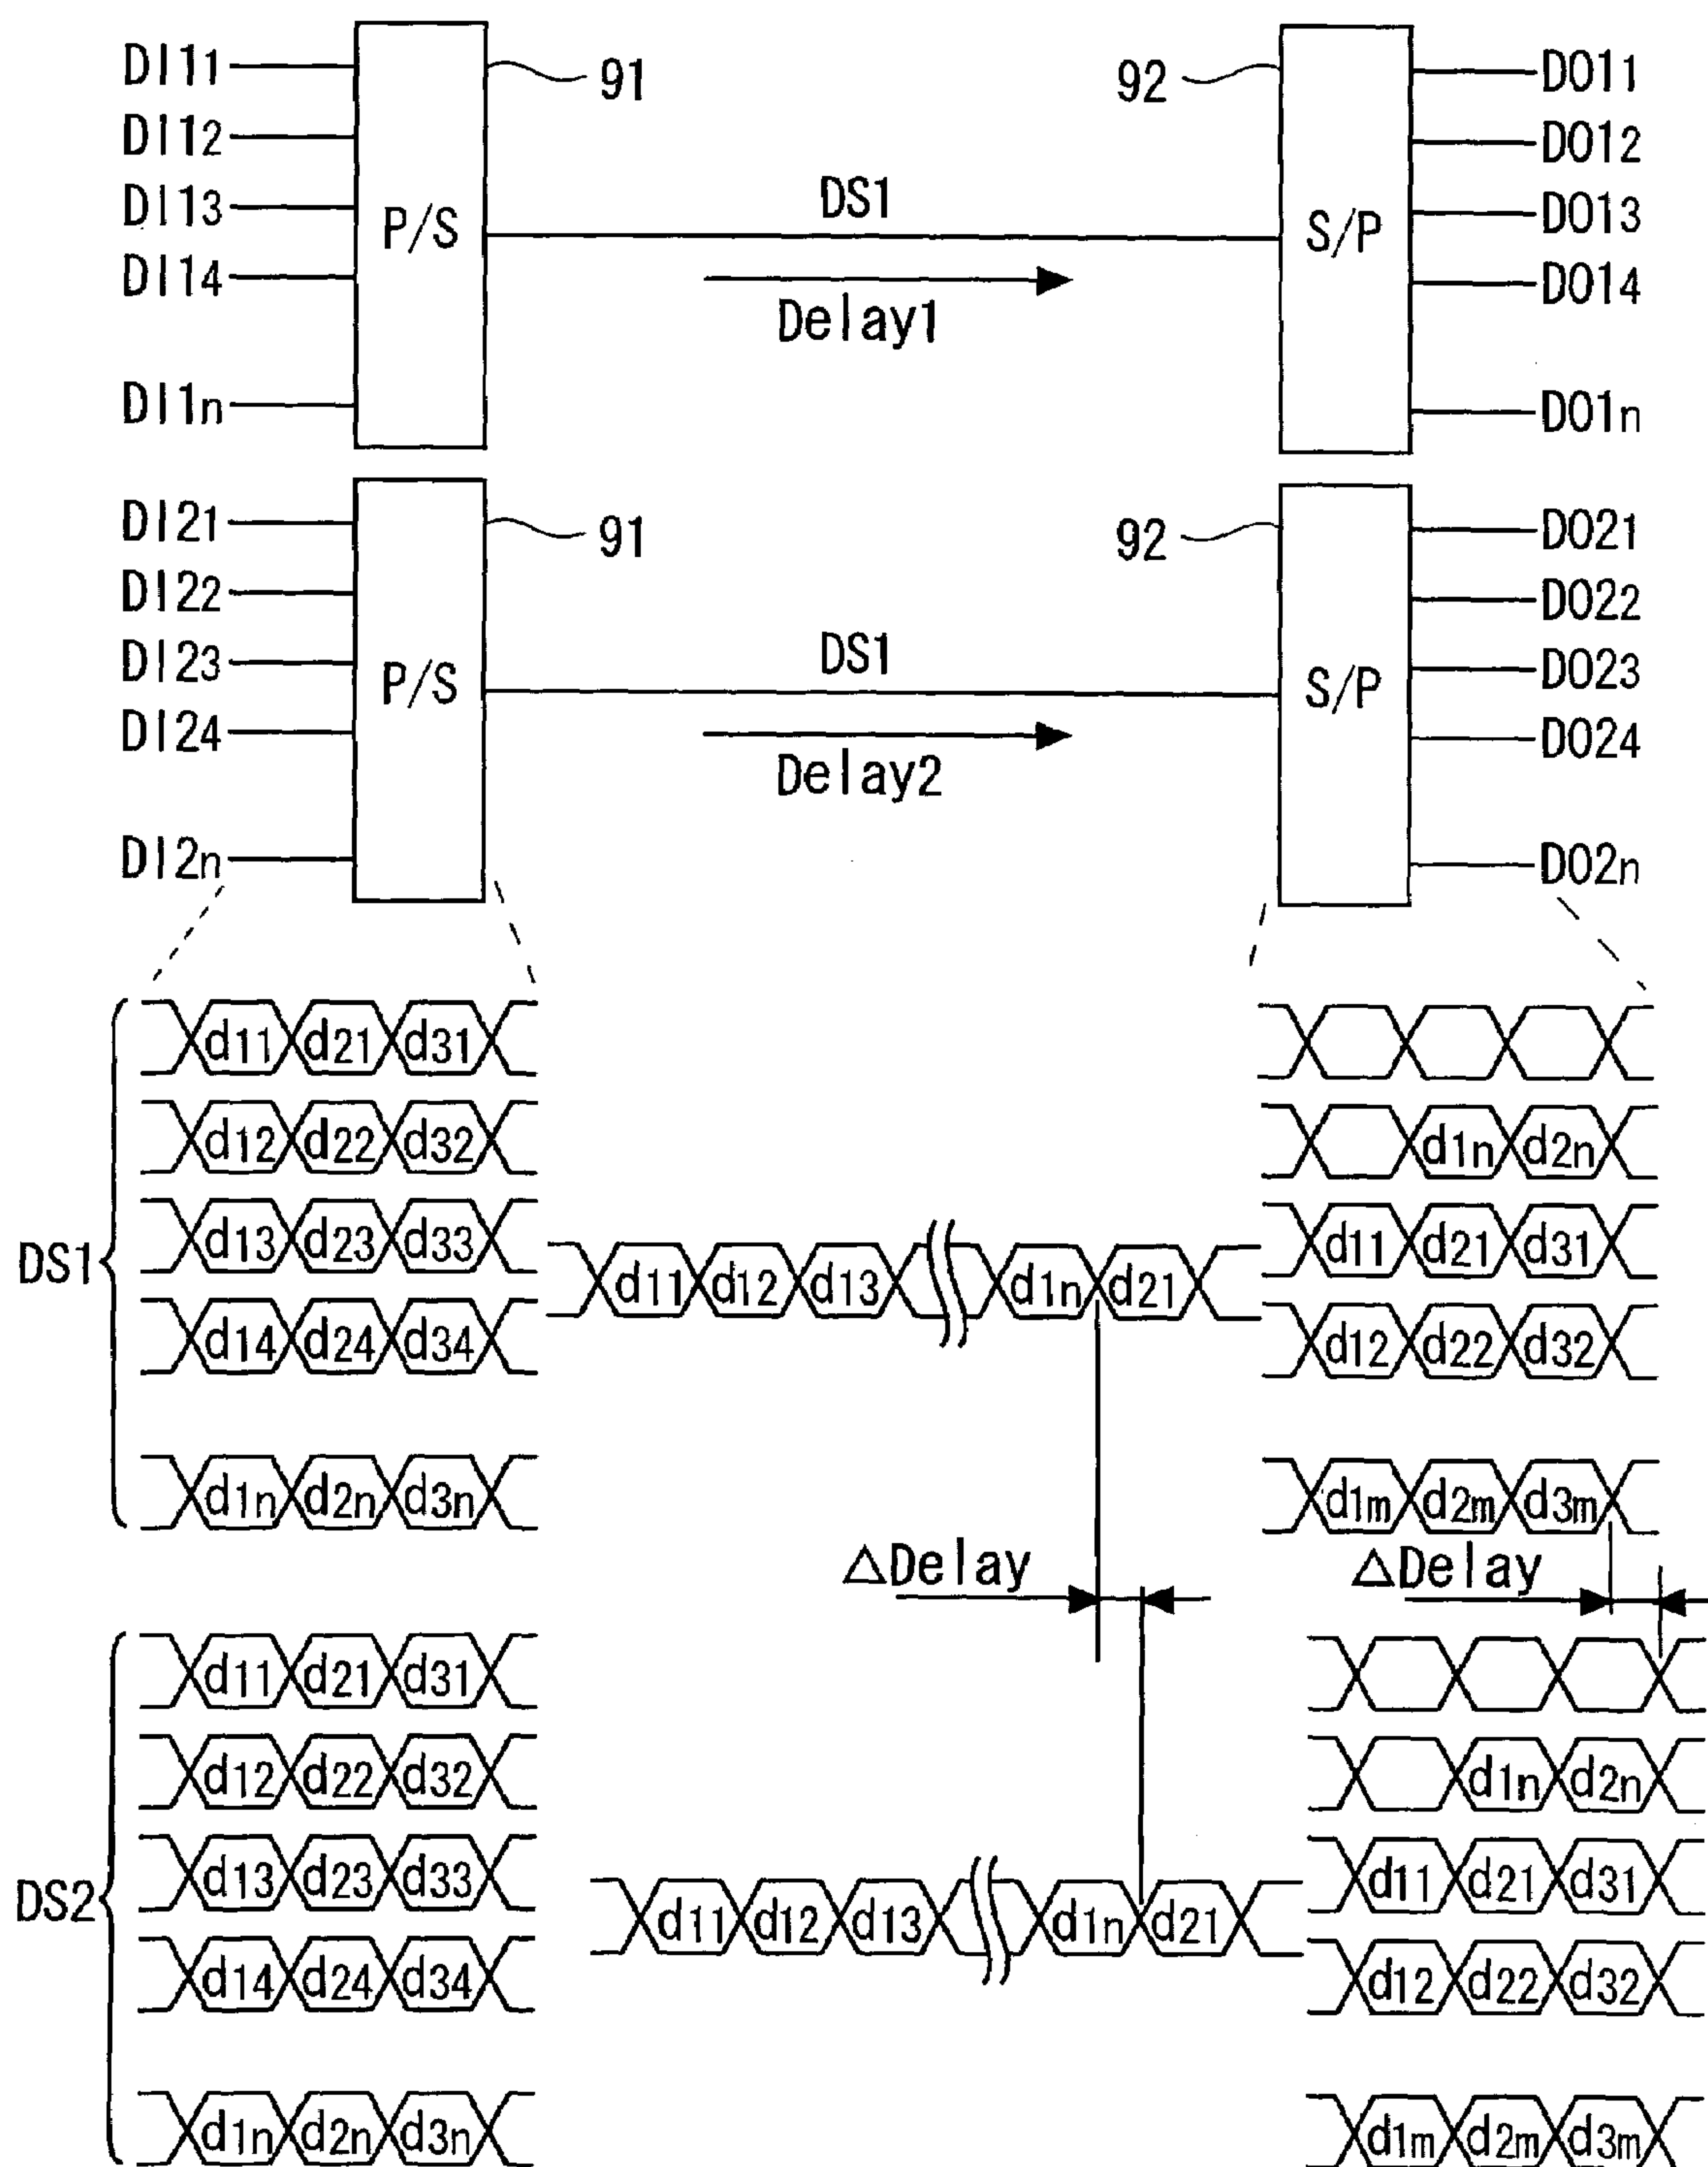 DI11 91 92 DO11
DI12 DO12
DI13 P/S DS1 S/P DO13
DI14 Delay1 DO14
DI1n DO1n
DI21 91 92 DO21
DI22 DO22
DI23 P/S DS1 S/P DO23
DI24 Delay2 DO24
DI2n DO2n
d11 d21 d31
d12 d22 d32 d1n d2n
DS1 d13 d23 d33 d11 d12 d13 d1n d21 d11 d21 d31
d14 d24 d34 d12 d22 d32
d1n d2n d3n d1m d2m d3m
△Delay △Delay
d11 d21 d31
d12 d22 d32 d1n d2n
DS2 d13 d23 d33 d11 d12 d13 d1n d21 d11 d21 d31
d14 d24 d34 d12 d22 d32
d1n d2n d3n d1m d2m d3m